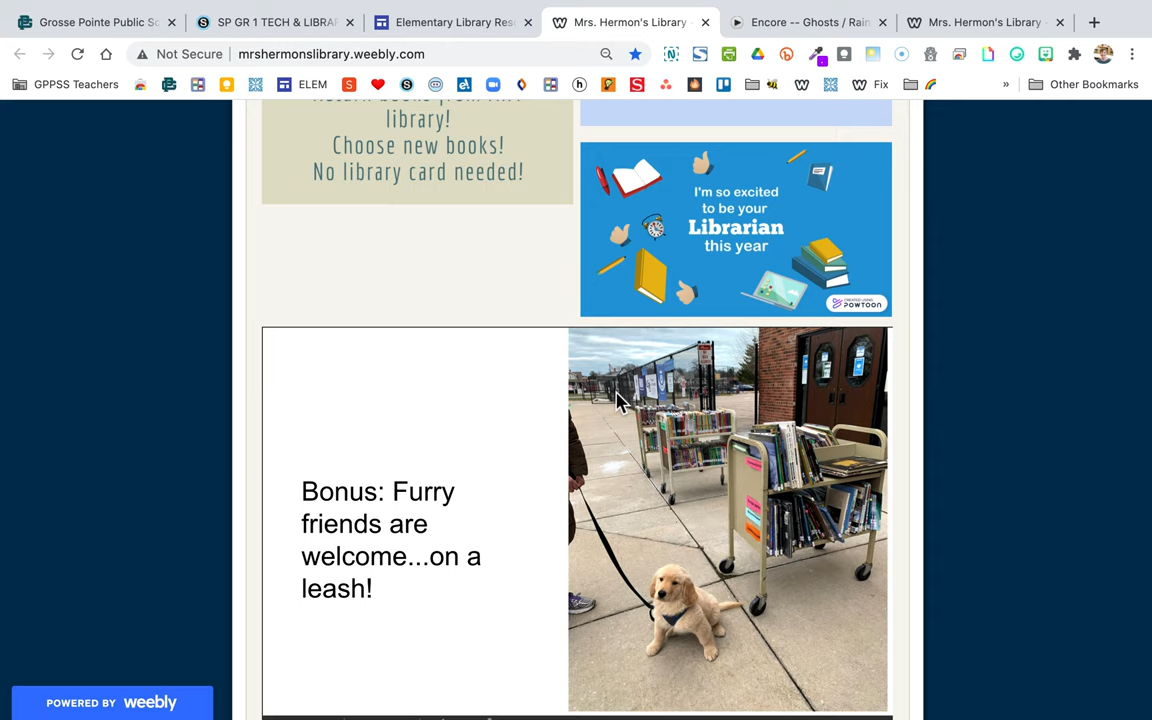 Grosse Pointe Public Sc
SP GR 1 TECH & LIBRAR
Elementary Library Res
Mrs. Hermon's Library -
Encore -- Ghosts / Rain
Mrs. Hermon's Library -
Not Secure
mrshermonslibrary.weebly.com
GPPSS Teachers
ELEM
Fix
» Other Bookmarks
library!
Choose new books!
No library card needed!
I'm so excited
to be your
Librarian
this year
CREATED USING
POWTOON
Bonus: Furry
friends are
welcome...on a
leash!
POWERED BY weebly